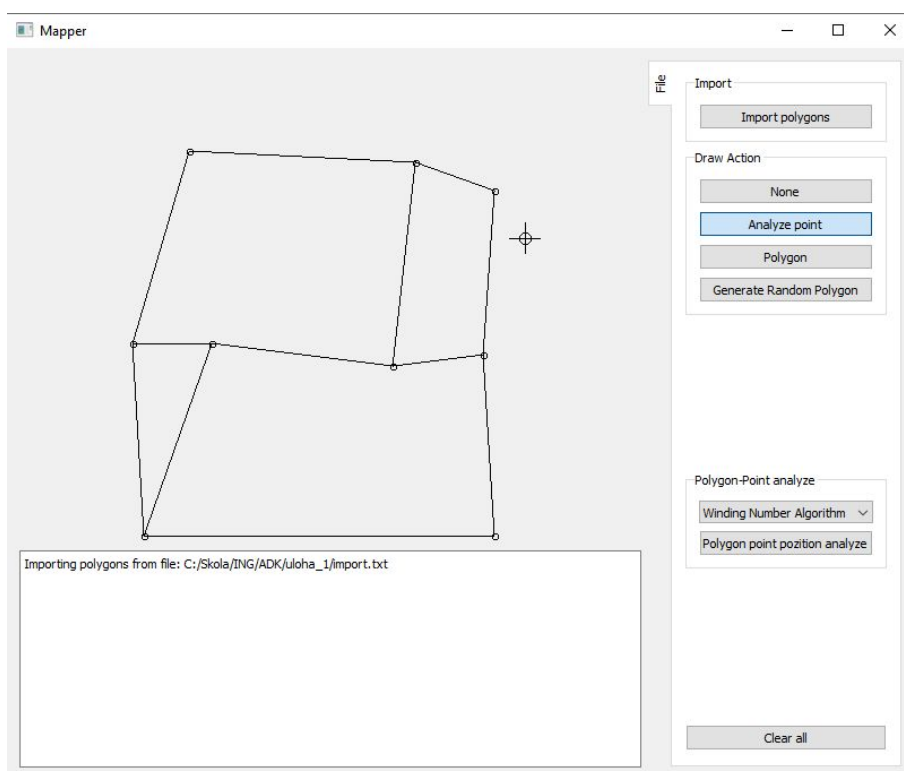 Mapper
File
Import
Import polygons
Draw Action
None
Analyze point
Polygon
Generate Random Polygon
Polygon-Point analyze
Winding Number Algorithm
Polygon point pozition analyze
Importing polygons from file: C:/Skola/ING/ADK/uloha_1/import.txt
Clear all